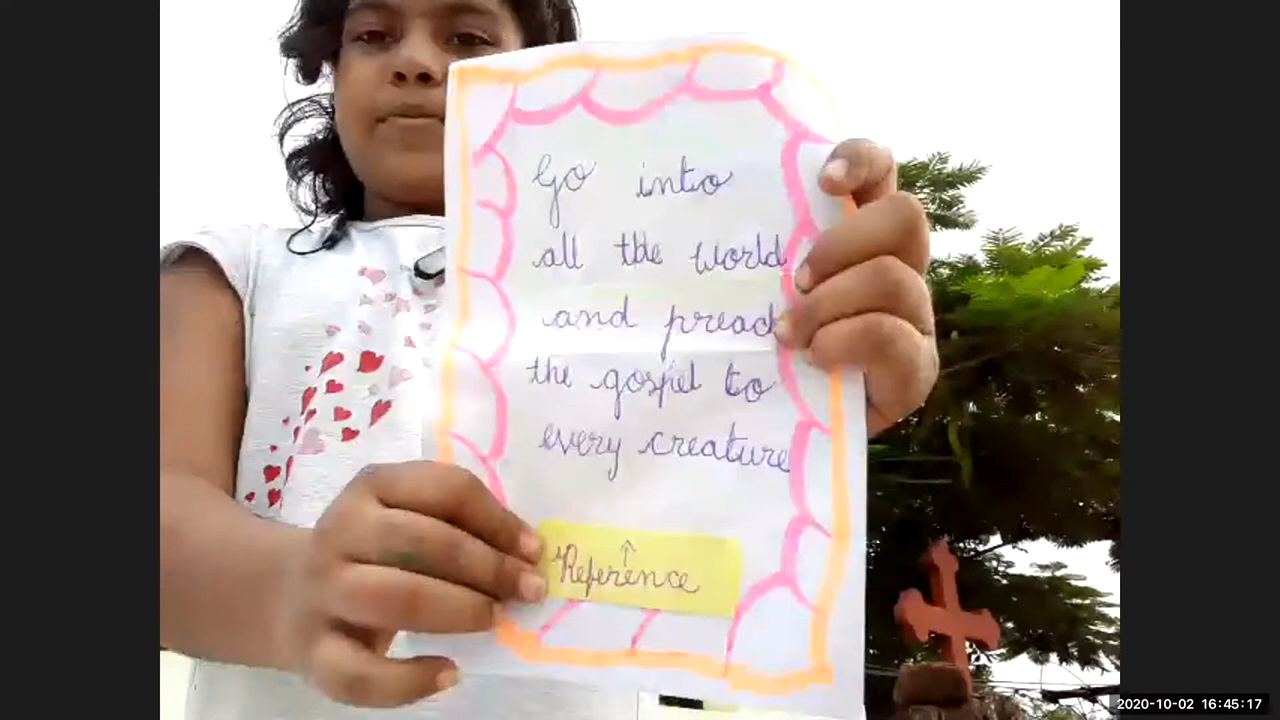 Go into
all the world
and preach
the gospel to
every creature
↑
Reference
2020-10-02 16:45:17